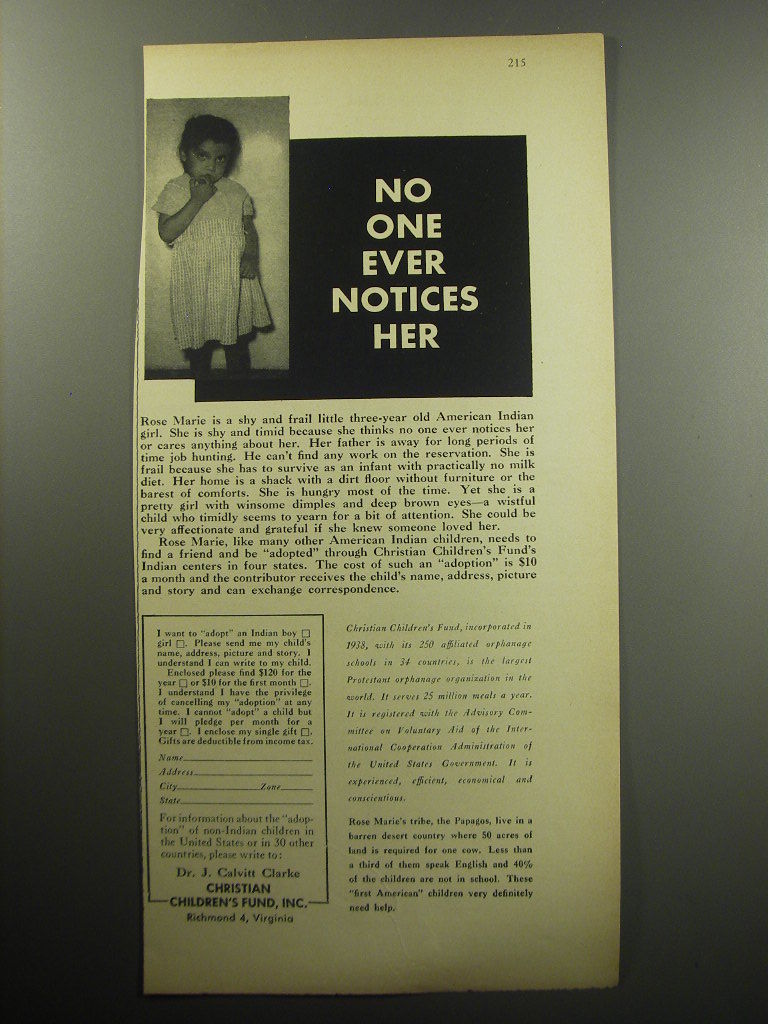 215
NO
ONE
EVER
NOTICES
HER
Rose Marie is a shy and frail little three-year old American Indian
girl. She is shy and timid because she thinks no one ever notices her
or cares anything about her. Her father is away for long periods of
time job hunting. He can't find any work on the reservation. She is
frail because she has to survive as an infant with practically no milk
diet. Her home is a shack with a dirt floor without furniture or the
barest of comforts. She is hungry most of the time. Yet she is a
pretty girl with winsome dimples and deep brown eyes—a wistful
child who timidly seems to yearn for a bit of attention. She could be
very affectionate and grateful if she knew someone loved her.
Rose Marie, like many other American Indian children, needs to
find a friend and be "adopted" through Christian Children's Fund's
Indian centers in four states. The cost of such an "adoption" is $10
a month and the contributor receives the child's name, address, picture
and story and can exchange correspondence.
I want to "adopt" an Indian boy □
girl □. Please send me my child's
name, address, picture and story. I
understand I can write to my child.
Enclosed please find $120 for the
year □ or $10 for the first month □.
I understand I have the privilege
of cancelling my "adoption" at any
time. I cannot "adopt" a child but
I will pledge per month for a
year □. I enclose my single gift □.
Gifts are deductible from income tax.
Name
Address
City Zone
State
For information about the "adop-
tion" of non-Indian children in
the United States or in 30 other
countries, please write to:
Dr. J. Calvitt Clarke
CHRISTIAN
CHILDREN'S FUND, INC.
Richmond 4, Virginia
Christian Children's Fund, incorporated in
1938, with its 250 affiliated orphanage
schools in 34 countries, is the largest
Protestant orphanage organization in the
world. It serves 25 million meals a year.
It is registered with the Advisory Com-
mittee on Voluntary Aid of the Inter-
national Cooperation Administration of
the United States Government. It is
experienced, efficient, economical and
conscientious.
Rose Marie's tribe, the Papagos, live in a
barren desert country where 50 acres of
land is required for one cow. Less than
a third of them speak English and 40%
of the children are not in school. These
"first American" children very definitely
need help.